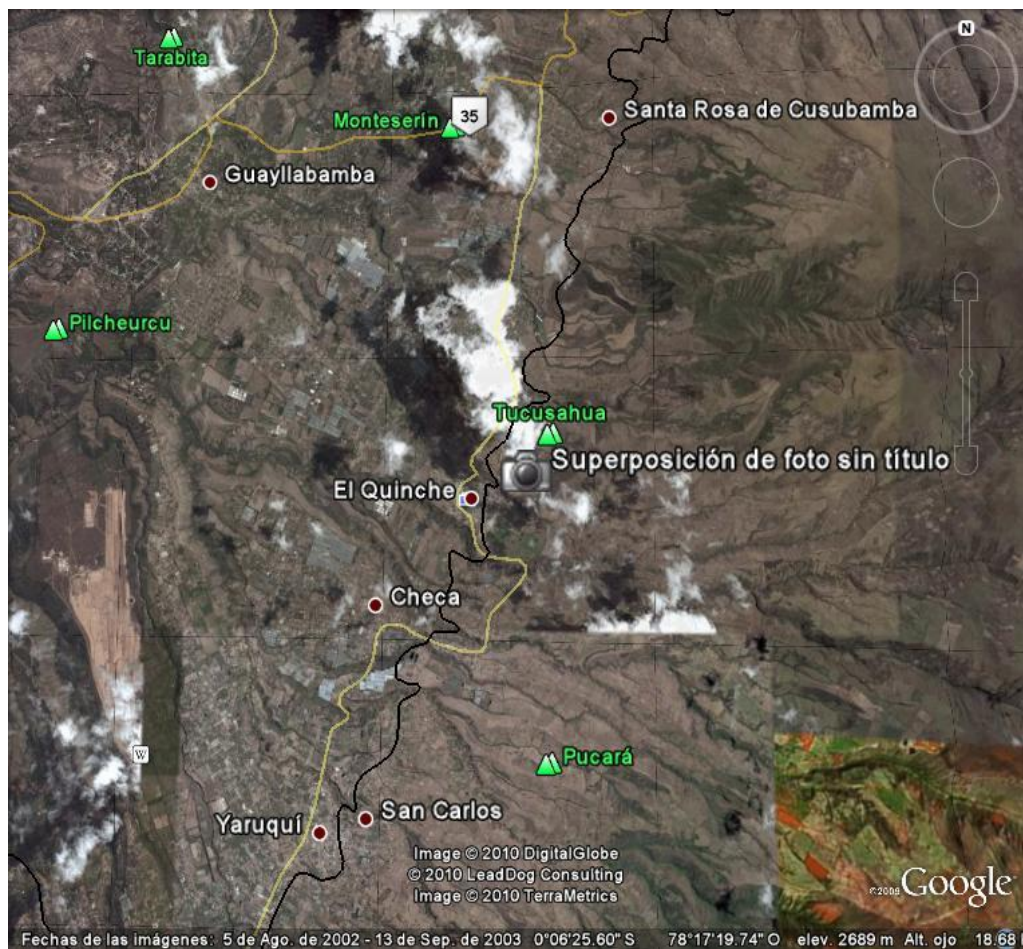 N
Tarabita
35
Monteserín
Santa Rosa de Cusubamba
Guayllabamba
Pilcheurcu
Tucusahua
Superposición de foto sin título
El Quinche
Checa
W
Pucará
San Carlos
Yaruquí
Image © 2010 DigitalGlobe
© 2010 LeadDog Consulting
Image © 2010 TerraMetrics
©2009 Google
Fechas de las imágenes: 5 de Ago. de 2002 - 13 de Sep. de 2003 0°06'25.60" S 78°17'19.74" O elev. 2689 m Alt. ojo 18.68